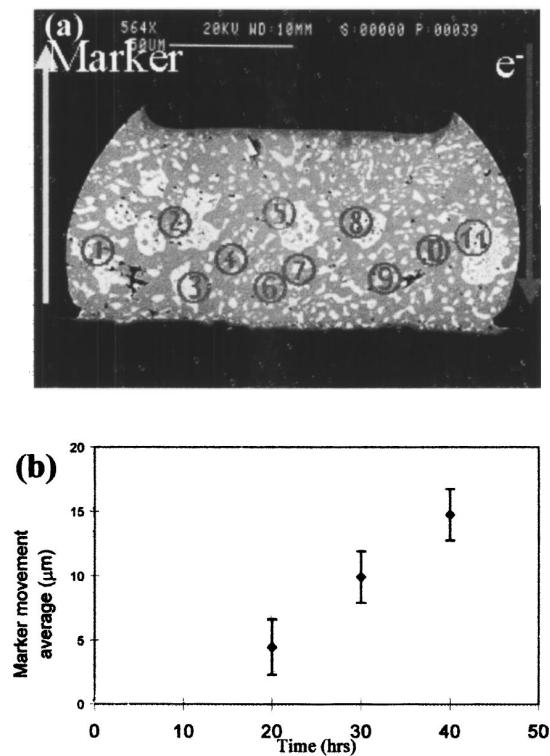 (a) 564X 20KV WD:10MM S:00000 P:00039
50UM
Marker e-
5
2 8
1 4 10 11
7
3 6 9
(b)
20
15
10
5
0
Marker movement
average (μm)
0 10 20 30 40 50
Time (hrs)